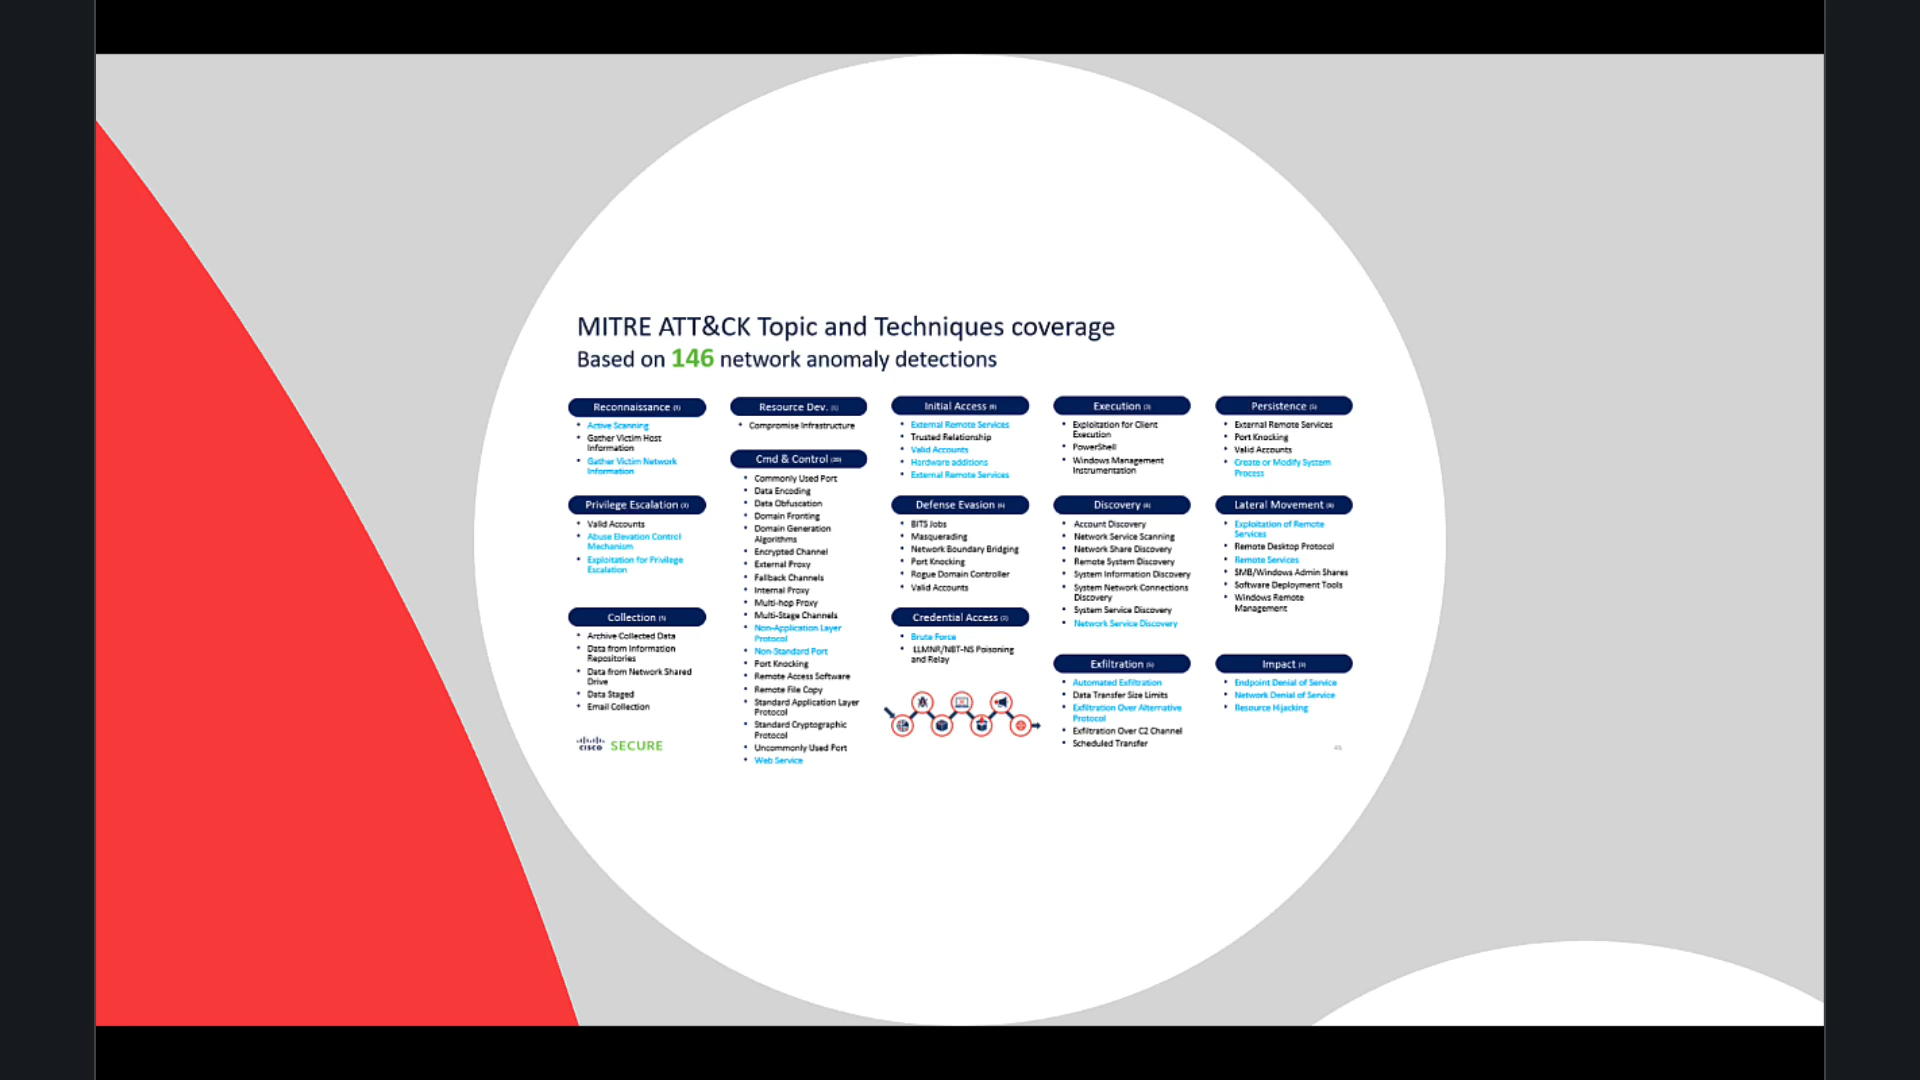 MITRE ATT&CK Topic and Techniques coverage
Based on 146 network anomaly detections
Reconnaissance
Active Scanning
Gather Victim Host
Information
Gather Victim Network
Information
Resource Dev.
Compromise Infrastructure
Initial Access
External Remote Services
Trusted Relationship
Valid Accounts
Hardware additions
External Remote Services
Execution
Exploitation for Client
Execution
PowerShell
Windows Management
Instrumentation
Persistence
External Remote Services
Port Knocking
Valid Accounts
Create or Modify System
Process
Privilege Escalation
Valid Accounts
Abuse Elevation Control
Mechanism
Exploitation for Privilege
Escalation
Cmd & Control
Commonly Used Port
Data Encoding
Data Obfuscation
Domain Fronting
Domain Generation
Algorithms
Encrypted Channel
External Proxy
Fallback Channels
Internal Proxy
Multi-hop Proxy
Multi-Stage Channels
Non-Application Layer
Protocol
Non-Standard Port
Port Knocking
Remote Access Software
Remote File Copy
Standard Application Layer
Protocol
Standard Cryptographic
Protocol
Uncommonly Used Port
Web Service
Defense Evasion
BITS Jobs
Masquerading
Network Boundary Bridging
Port Knocking
Rogue Domain Controller
Valid Accounts
Discovery
Account Discovery
Network Service Scanning
Network Share Discovery
Remote System Discovery
System Information Discovery
System Network Connections
Discovery
System Service Discovery
Network Service Discovery
Lateral Movement
Exploitation of Remote
Services
Remote Desktop Protocol
Remote Services
SMB/Windows Admin Shares
Software Deployment Tools
Windows Remote
Management
Collection
Archive Collected Data
Data from Information
Repositories
Data from Network Shared
Drive
Data Staged
Email Collection
Credential Access
Brute Force
LLMNR/NBT-NS Poisoning
and Relay
Exfiltration
Automated Exfiltration
Data Transfer Size Limits
Exfiltration Over Alternative
Protocol
Exfiltration Over C2 Channel
Scheduled Transfer
Impact
Endpoint Denial of Service
Network Denial of Service
Resource Hijacking
CISCO SECURE